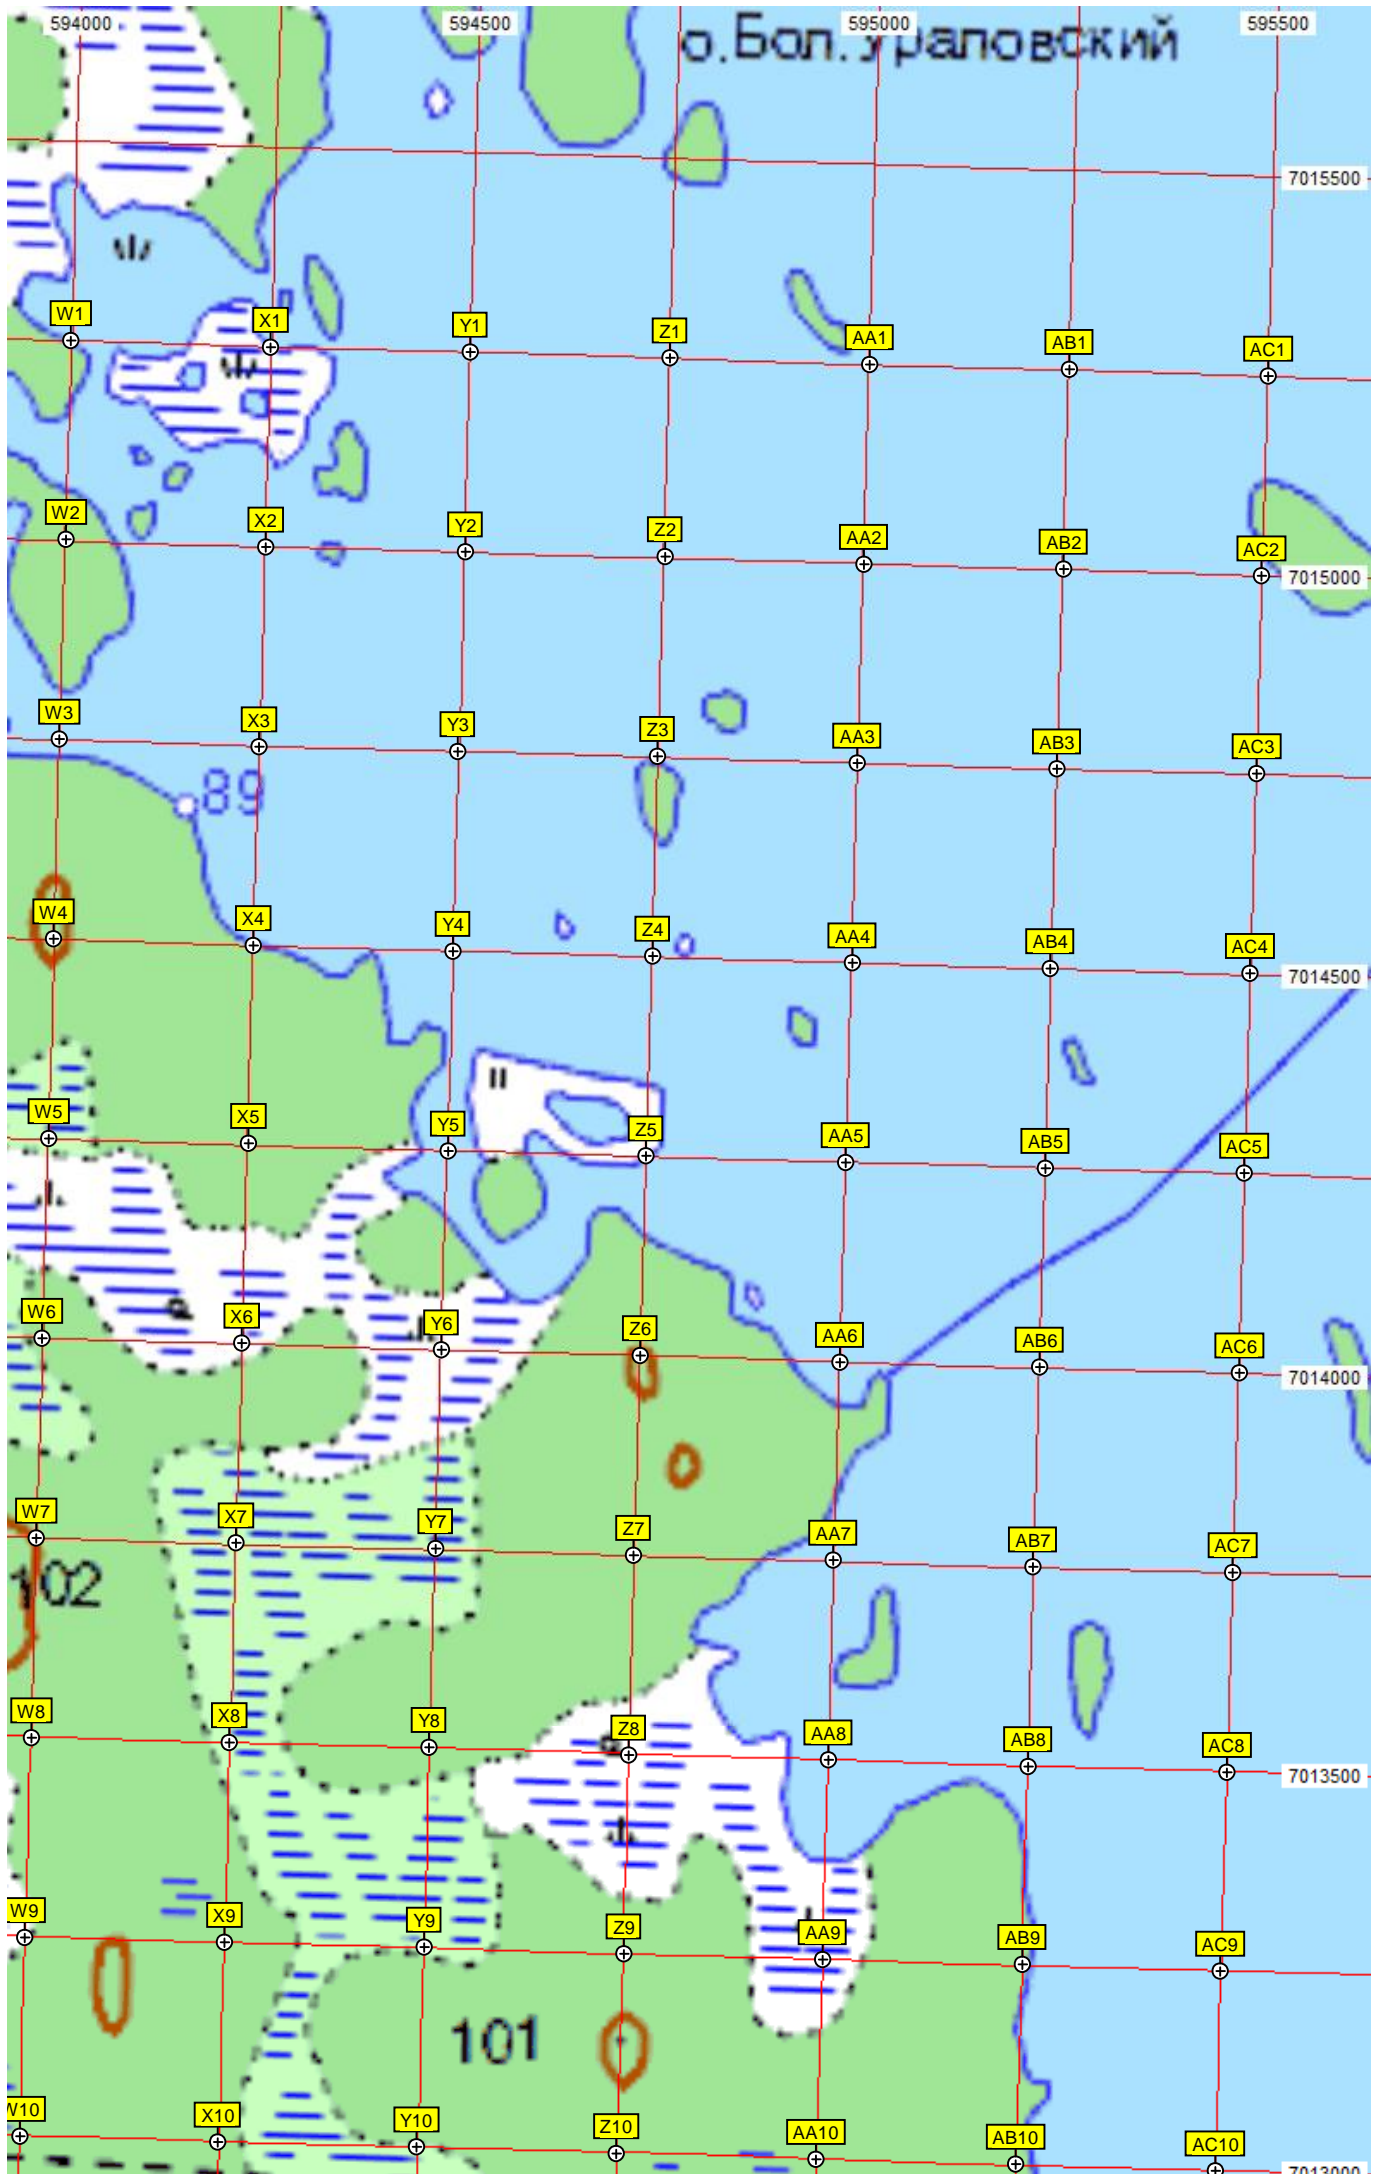 594000 594500 595000 595500
о.Бол.Ураловский
7015500
W1 X1 Y1 Z1 AA1 AB1 AC1
W2 X2 Y2 Z2 AA2 AB2 AC2
7015000
W3 X3 Y3 Z3 AA3 AB3 AC3
89
W4 X4 Y4 Z4 AA4 AB4 AC4
7014500
W5 X5 Y5 Z5 AA5 AB5 AC5
W6 X6 Y6 Z6 AA6 AB6 AC6
7014000
W7 X7 Y7 Z7 AA7 AB7 AC7
102
W8 X8 Y8 Z8 AA8 AB8 AC8
7013500
W9 X9 Y9 Z9 AA9 AB9 AC9
101
W10 X10 Y10 Z10 AA10 AB10 AC10
7013000